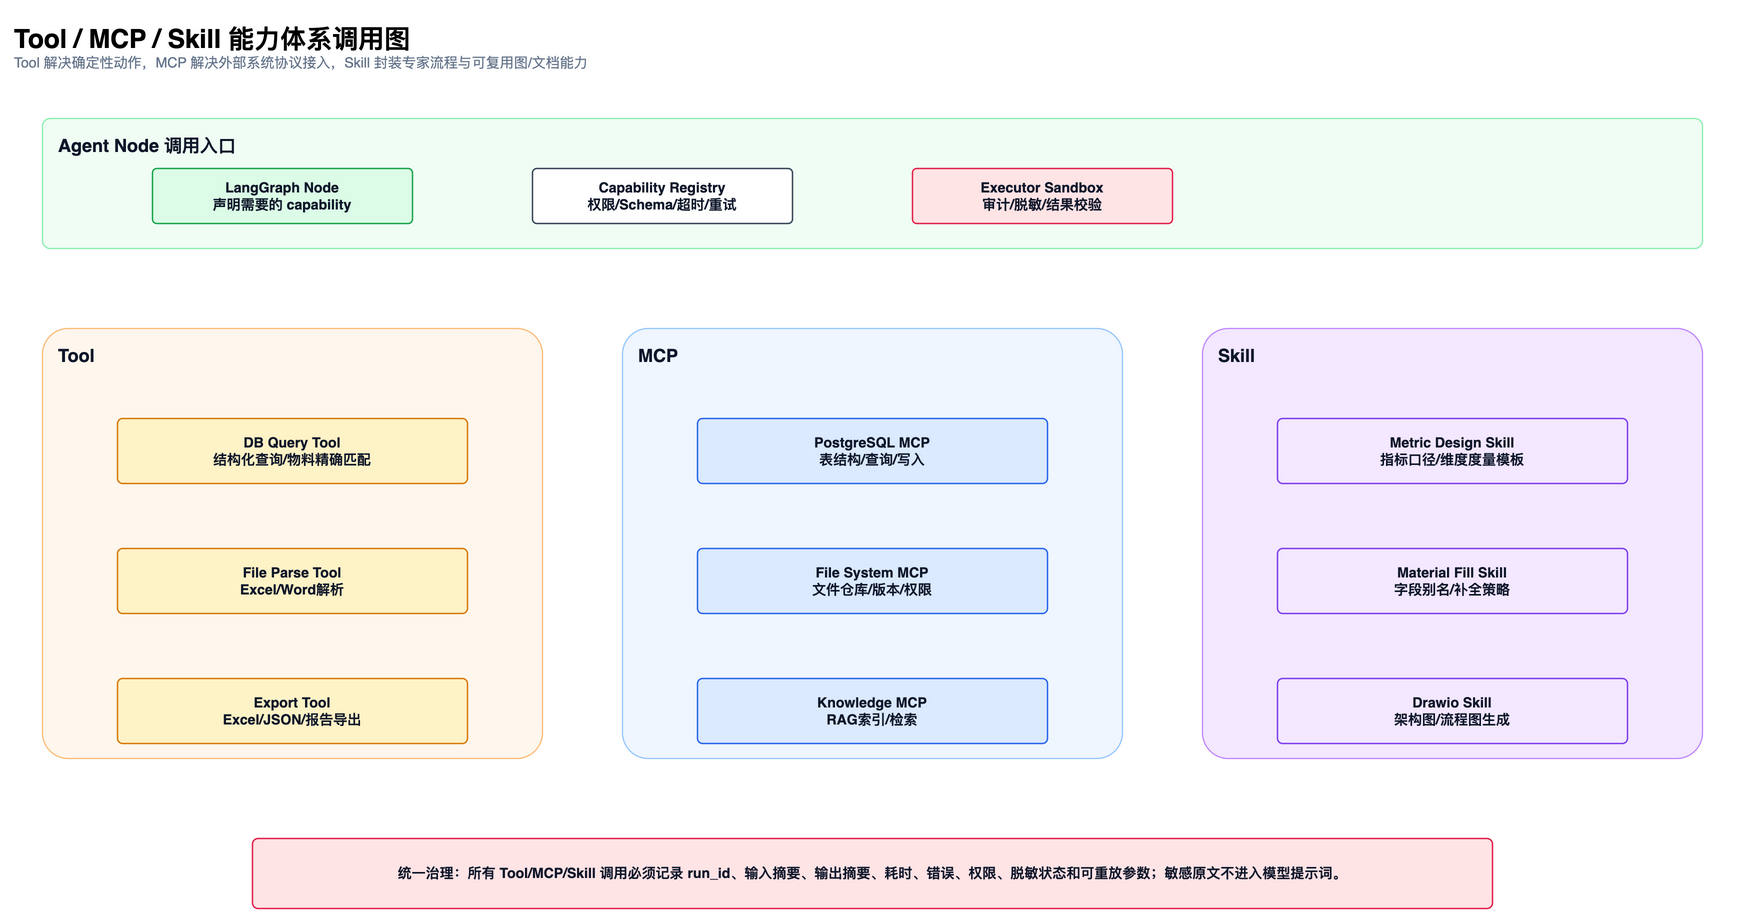 Tool / MCP / Skill 能力体系调用图
Tool 解决确定性动作，MCP 解决外部系统协议接入，Skill 封装专家流程与可复用图/文档能力
Agent Node 调用入口
LangGraph Node
声明需要的 capability
Capability Registry
权限/Schema/超时/重试
Executor Sandbox
审计/脱敏/结果校验
Tool
DB Query Tool
结构化查询/物料精确匹配
File Parse Tool
Excel/Word解析
Export Tool
Excel/JSON/报告导出
MCP
PostgreSQL MCP
表结构/查询/写入
File System MCP
文件仓库/版本/权限
Knowledge MCP
RAG索引/检索
Skill
Metric Design Skill
指标口径/维度度量模板
Material Fill Skill
字段别名/补全策略
Drawio Skill
架构图/流程图生成
统一治理：所有 Tool/MCP/Skill 调用必须记录 run_id、输入摘要、输出摘要、耗时、错误、权限、脱敏状态和可重放参数；敏感原文不进入模型提示词。